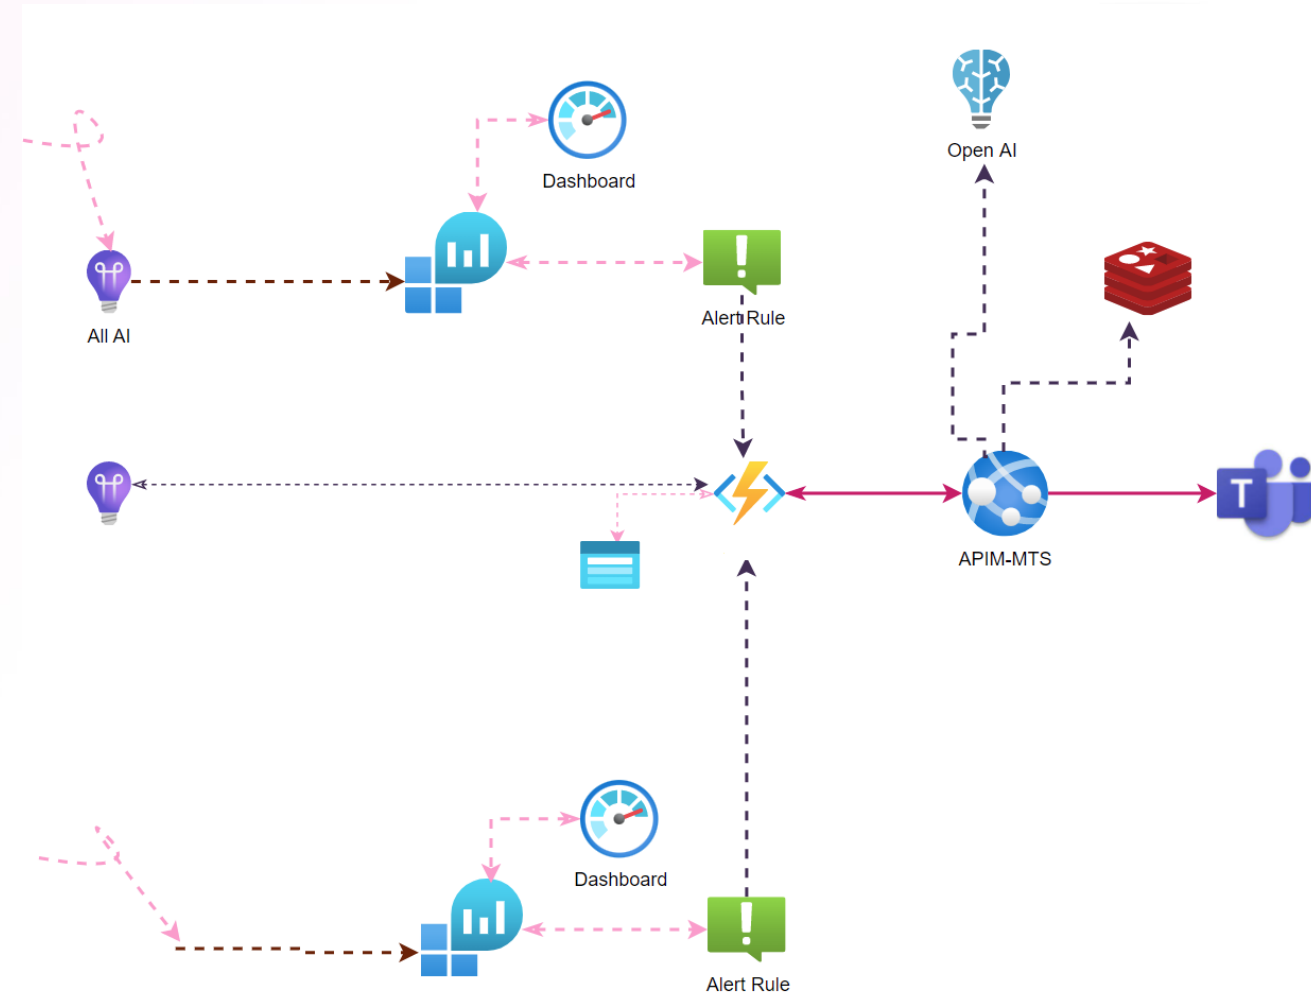 Open AI
Dashboard
Alert Rule
All AI
T
APIM-MTS
Dashboard
Alert Rule